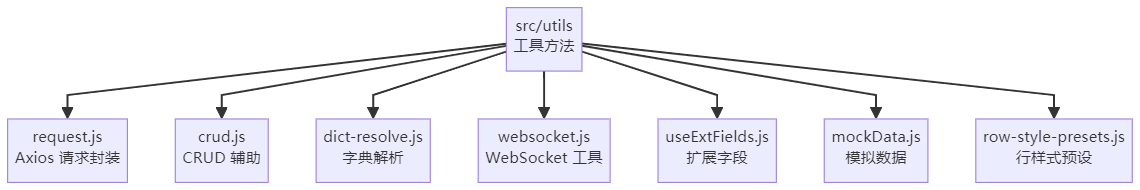 src/utils
工具方法
request.js
Axios 请求封装
crud.js
CRUD 辅助
dict-resolve.js
字典解析
websocket.js
WebSocket 工具
useExtFields.js
扩展字段
mockData.js
模拟数据
row-style-presets.js
行样式预设